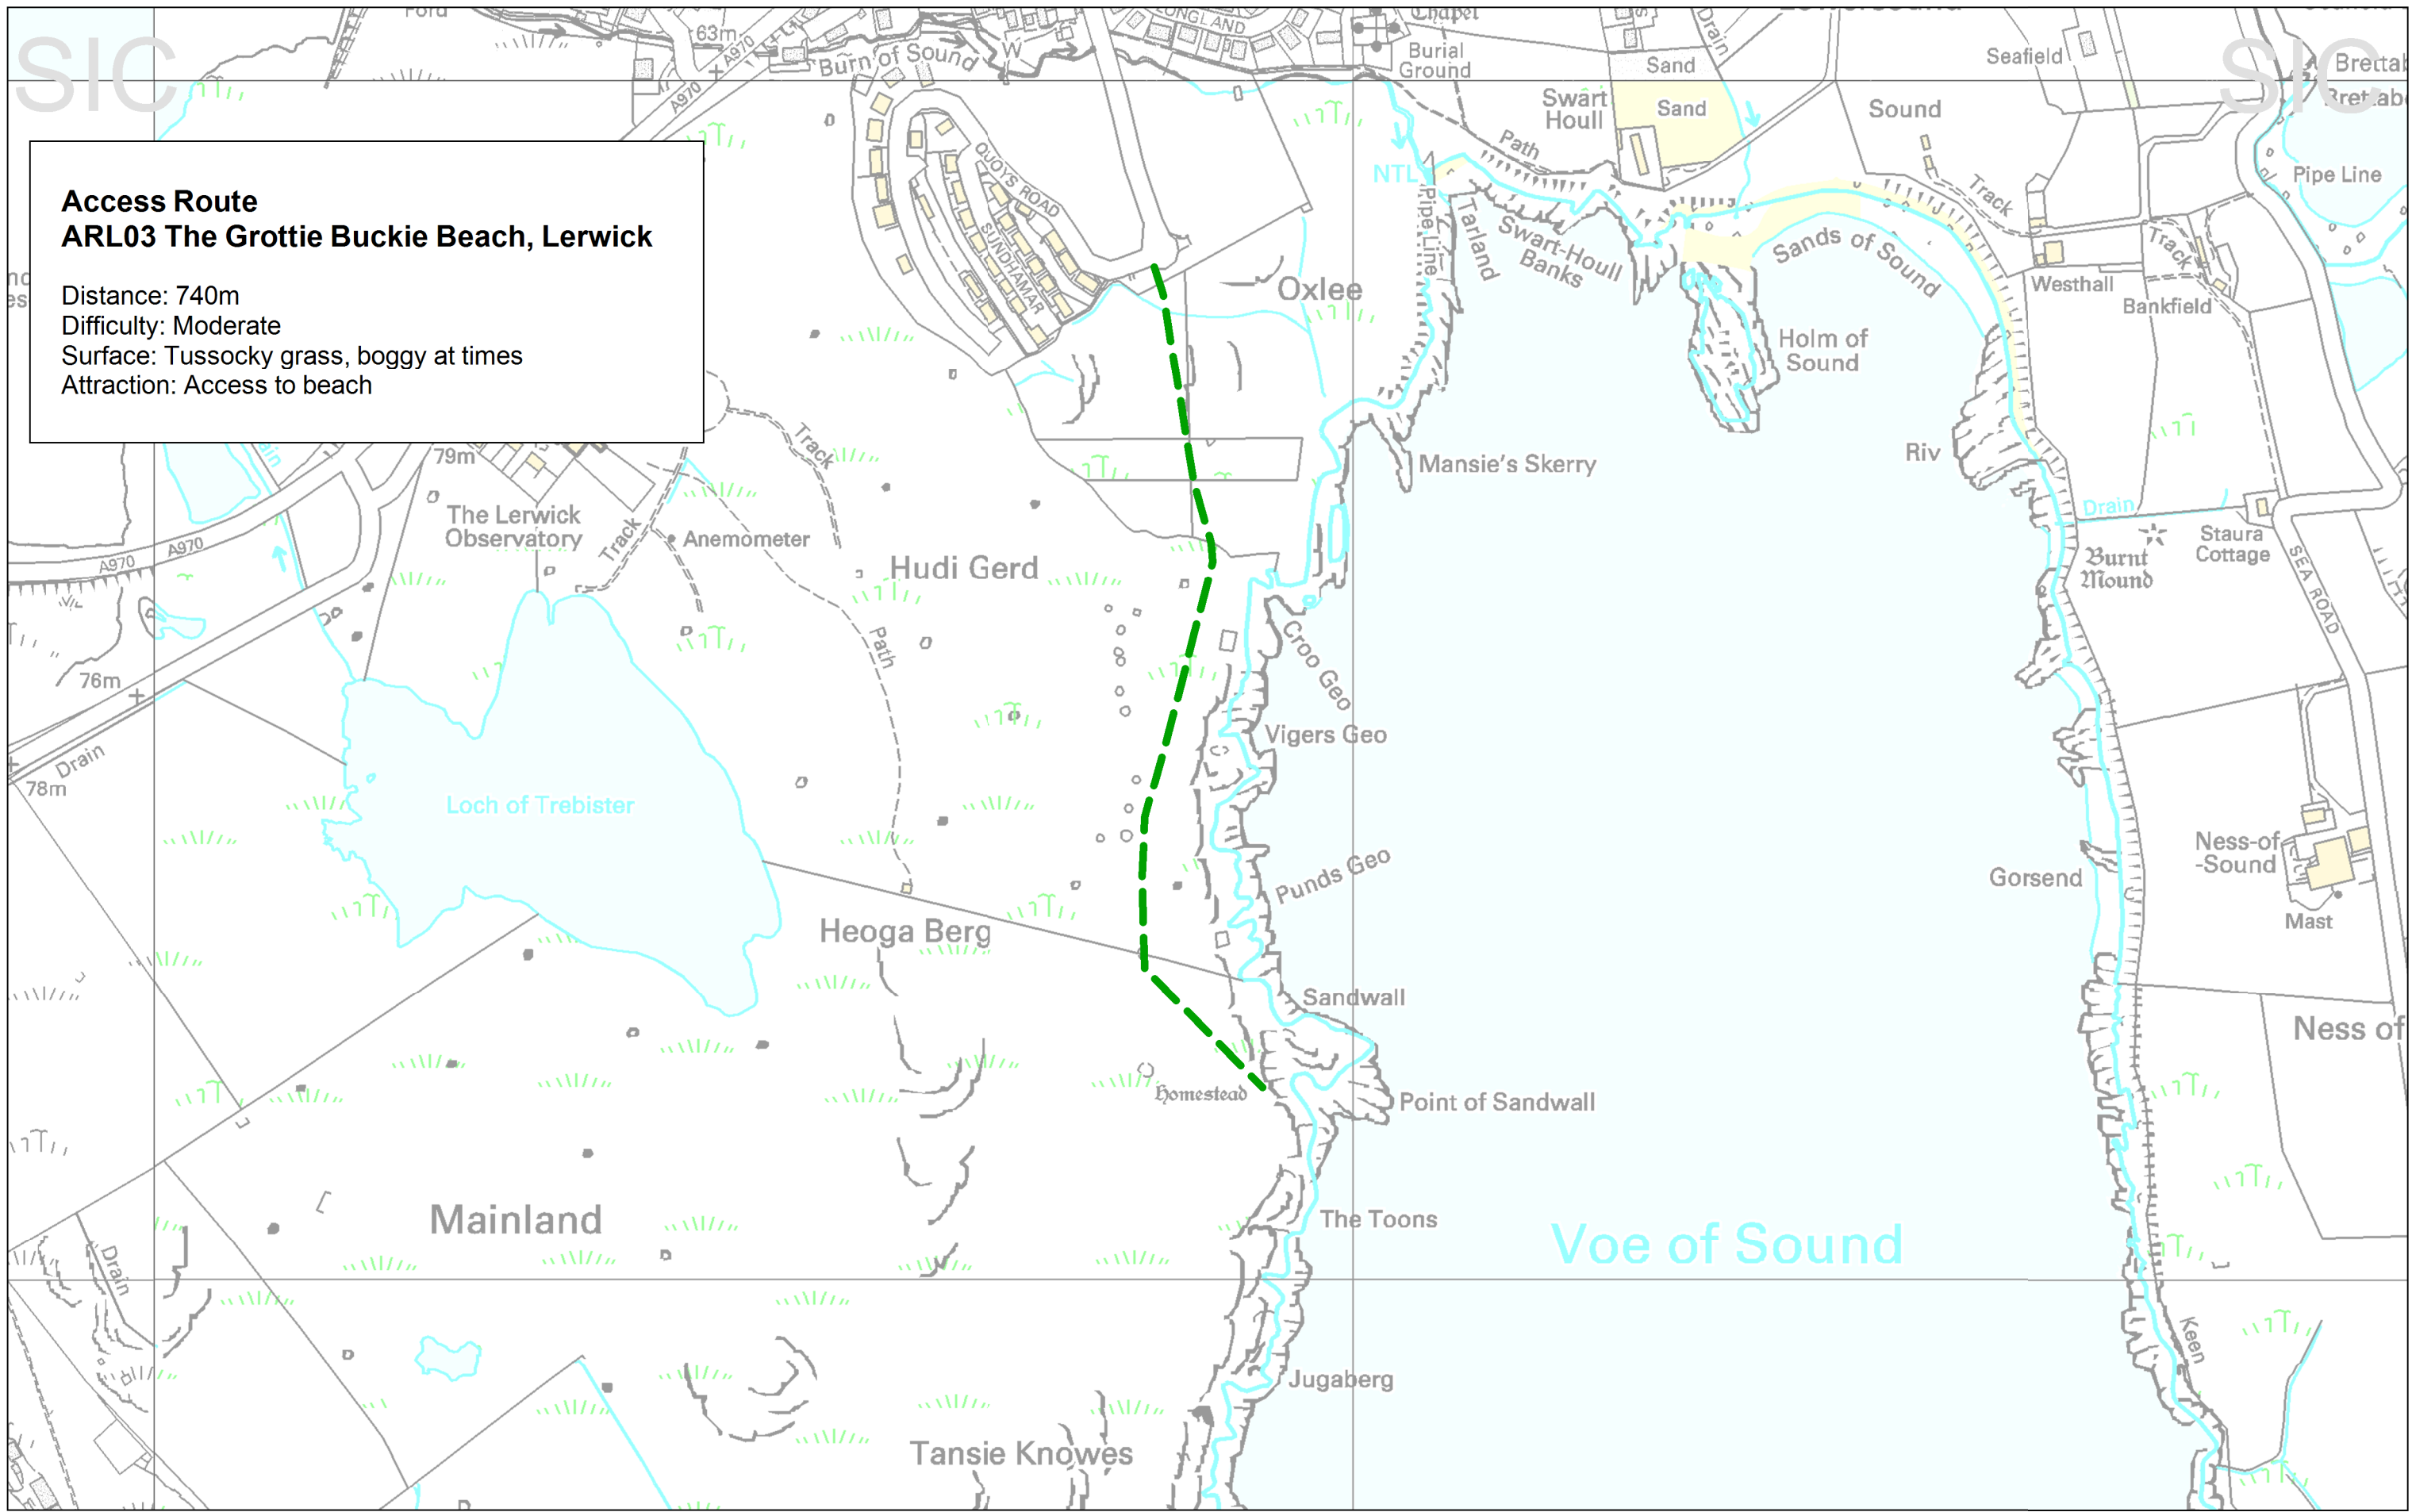 SIC
SIC
Ford
63m
A970
A970
Burn of Sound
W
LONGLAND
Chapel
Burial
Ground
Drain
Sand
Sand
Swart
Houll
Seafield
Sound
Pipe Line
Access Route
ARL03 The Grottie Buckie Beach, Lerwick
Distance: 740m
Difficulty: Moderate
Surface: Tussocky grass, boggy at times
Attraction: Access to beach
QUOYS ROAD
SUNDHAMAR
NTL
Path
Pipe Line
Tarland
Swart-Houll
Banks
Sands of Sound
Track
Track
Westhall
Bankfield
Oxlee
Holm of
Sound
Mansie's Skerry
Riv
Drain
Burnt
Mound
Staura
Cottage
SEA ROAD
79m
Track
The Lerwick
Observatory
Track
Anemometer
A970
A970
Hudi Gerd
Path
Croo Geo
76m
Drain
78m
Vigers Geo
Loch of Trebister
Punds Geo
Ness-of
-Sound
Mast
Gorsend
Heoga Berg
Sandwall
Ness of
Homestead
Point of Sandwall
Mainland
The Toons
Voe of Sound
Drain
Keen
Jugaberg
Tansie Knowes